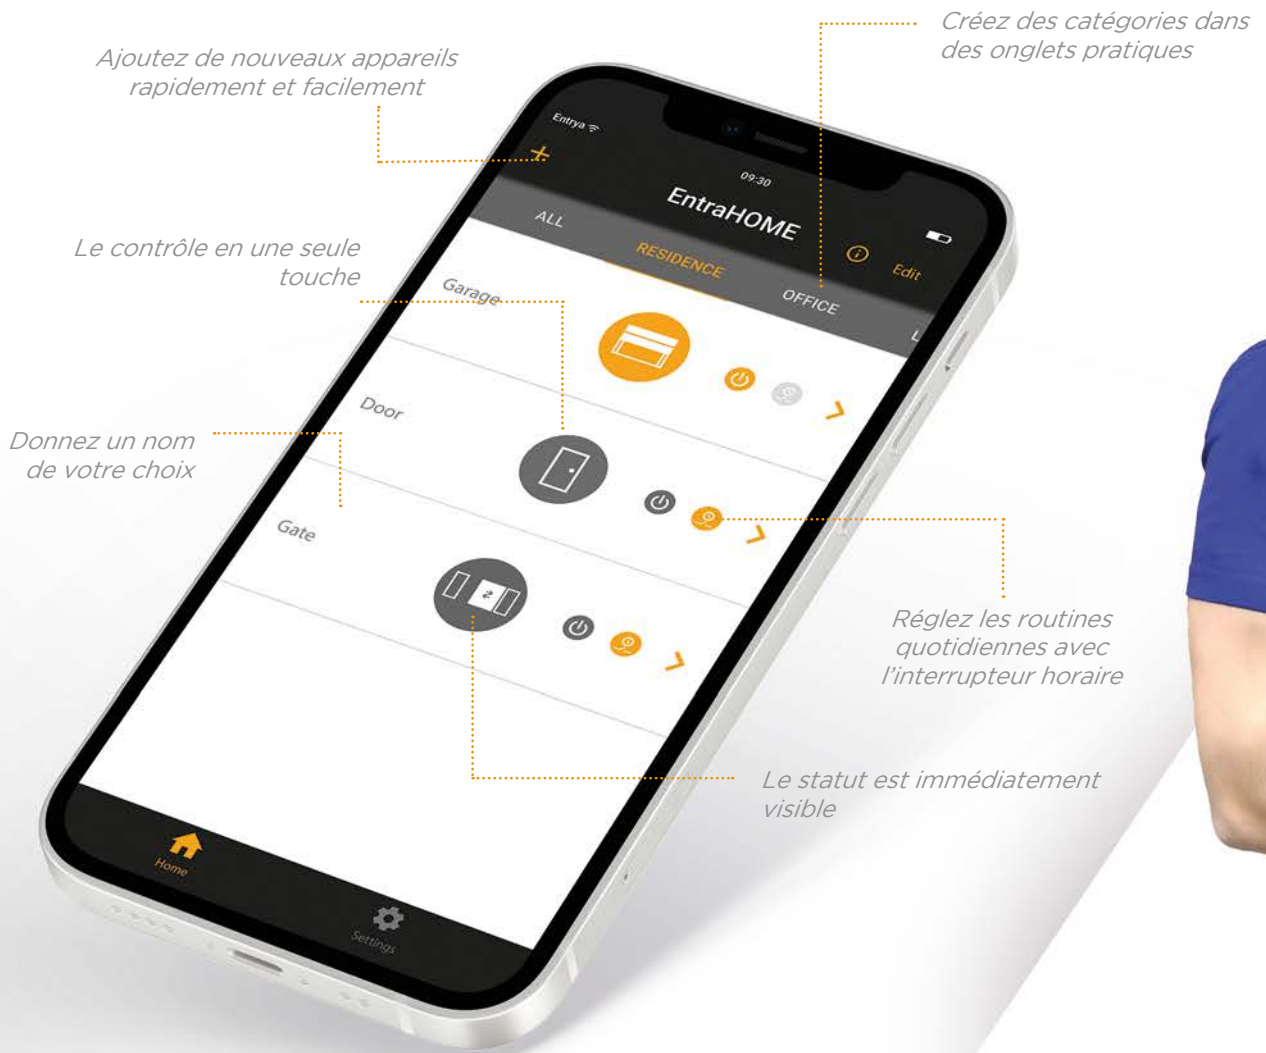 Créez des catégories dans
des onglets pratiques
Ajoutez de nouveaux appareils
rapidement et facilement
Entrya
09:30
EntraHOME
Edit
ALL
RESIDENCE
OFFICE
L
Le contrôle en une seule
touche
Garage
Door
Donnez un nom
de votre choix
Gate
Réglez les routines
quotidiennes avec
l'interrupteur horaire
Le statut est immédiatement
visible
Home
Settings